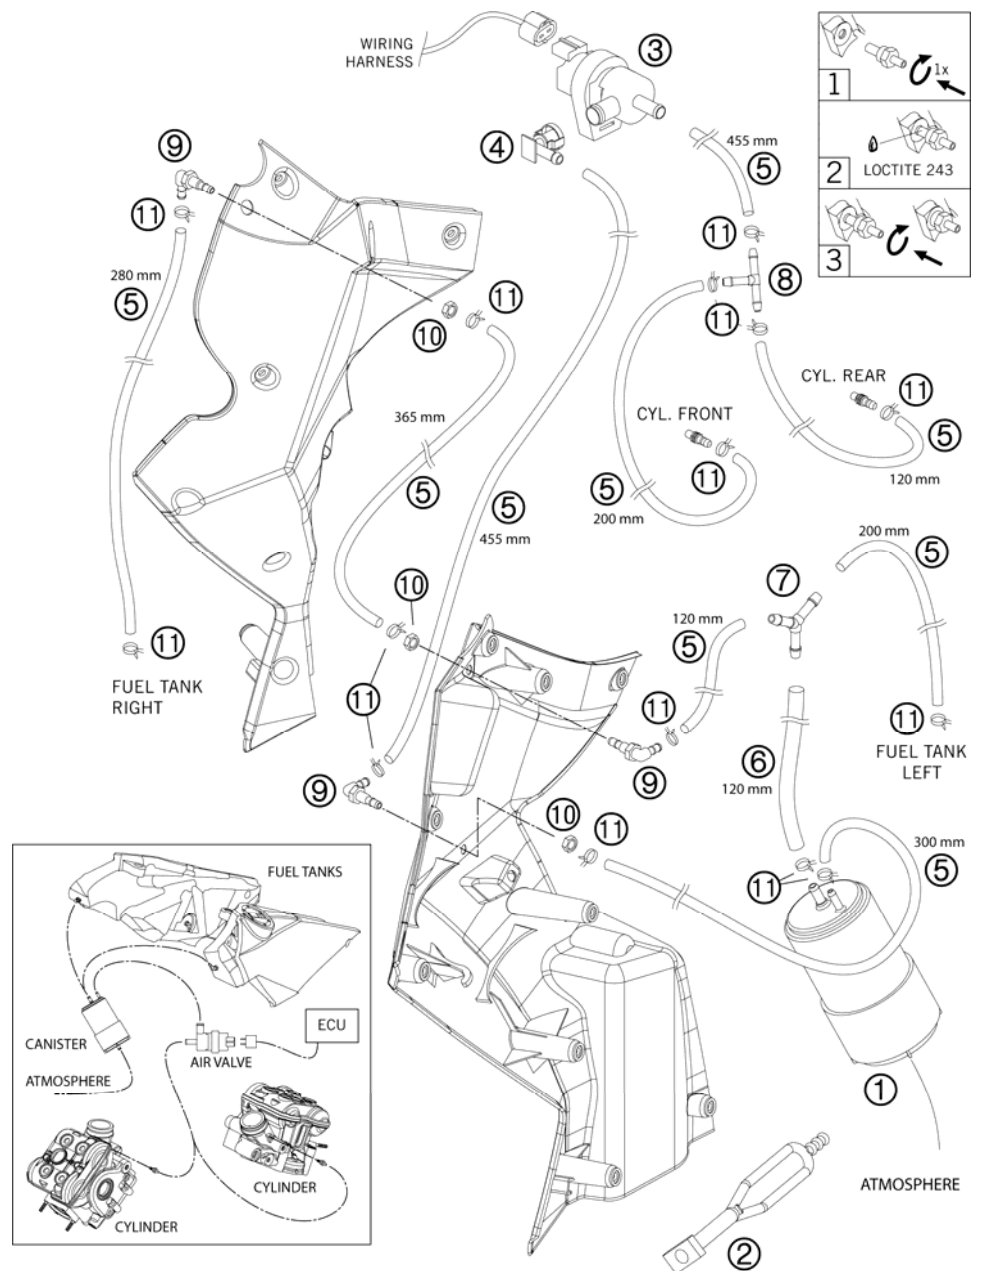 WIRING
HARNESS
3
1
1x
2
LOCTITE 243
3
9
4
455 mm
5
11
11
8
280 mm
5
11
10
11
CYL. REAR
11
365 mm
CYL. FRONT
5
11
120 mm
5
5
455 mm
5
200 mm
200 mm
5
10
7
120 mm
5
11
FUEL TANK
RIGHT
11
11
11
FUEL TANK
LEFT
9
9
6
120 mm
10
11
300 mm
5
11
FUEL TANKS
CANISTER
ECU
AIR VALVE
ATMOSPHERE
1
CYLINDER
CYLINDER
ATMOSPHERE
2